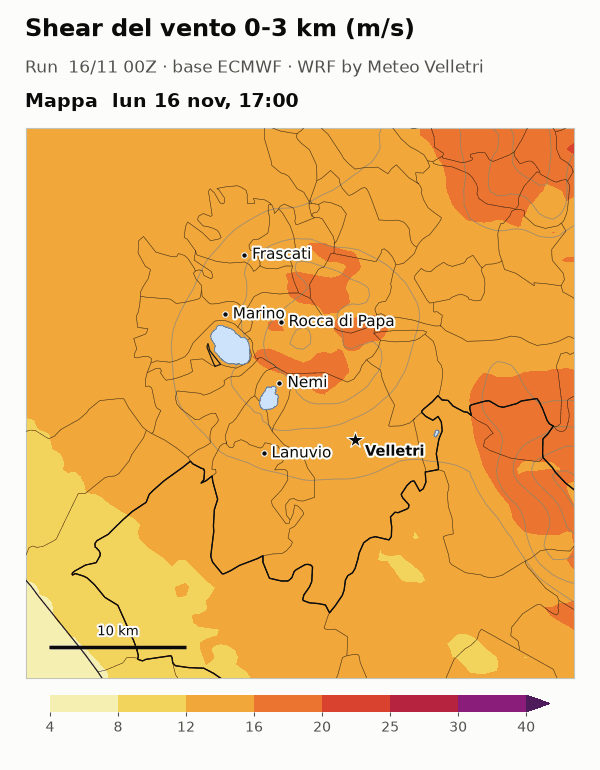 Shear del vento 0-3 km (m/s)
Run  16/11 00Z · base ECMWF · WRF by Meteo Velletri
Mappa  lun 16 nov, 17:00
Frascati
Marino
Rocca di Papa
Nemi
Velletri
Lanuvio
10 km
4 8 12 16 20 25 30 40